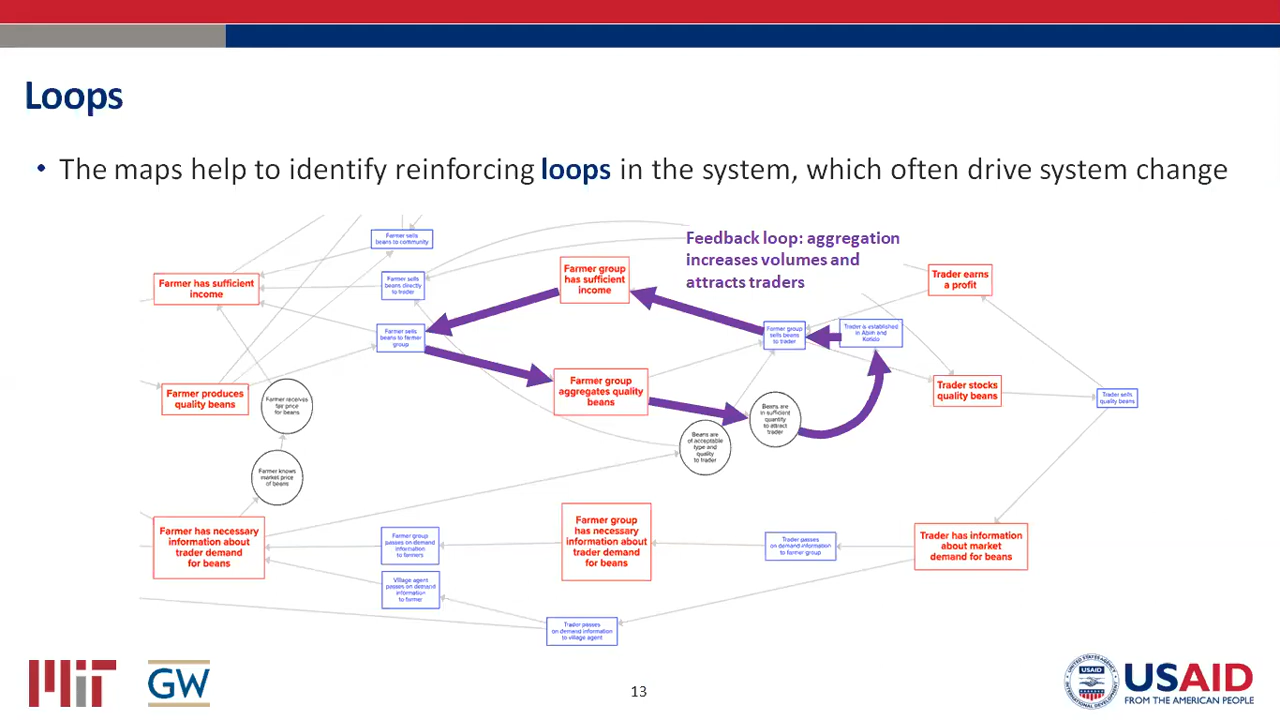 Loops
• The maps help to identify reinforcing loops in the system, which often drive system change
Farmer sells
beans to community
Feedback loop: aggregation
increases volumes and
attracts traders
Farmer has sufficient
income
Farmer sells
beans directly
to trader
Farmer group
has sufficient
income
Trader earns
a profit
Farmer sells
beans to farmer
group
Farmer group
sells beans
to trader
Trader is established
in Abim and
Kotido
Farmer produces
quality beans
Farmer receives
fair price
for beans
Farmer group
aggregates quality
beans
Beans are
in sufficient
quantity
to attract
trader
Trader stocks
quality beans
Trader sells
quality beans
Beans are
of acceptable
type and
quality
to trader
Farmer knows
market price
of beans
Farmer has necessary
information about
trader demand
for beans
Farmer group
passes on demand
information
to farmers
Farmer group
has necessary
information about
trader demand
for beans
Trader passes
on demand information
to farmer group
Trader has information
about market
demand for beans
Village agent
passes on demand
information
to farmer
Trader passes
on demand information
to village agent
MIT
GW
13
UNITED STATES AGENCY
INTERNATIONAL DEVELOPMENT
USAID
USAID
FROM THE AMERICAN PEOPLE